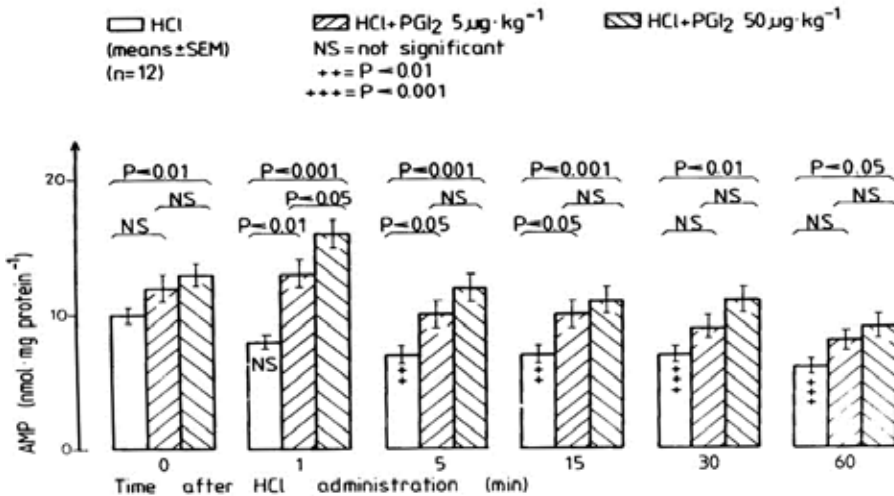 HCl
(means ±SEM)
(n=12)
HCl+PGI₂ 5µg·kg⁻¹
NS = not significant
++= P<0.01
+++= P<0.001
HCl+PGI₂ 50µg·kg⁻¹
AMP (nmol·mg protein⁻¹)
20
10
0
P<0.01
NS
NS
P<0.001
P<0.05
P<0.01
NS
P<0.001
NS
P<0.05
++
P<0.001
NS
P<0.05
++
P<0.01
NS
NS
+++
P<0.05
NS
NS
+++
0 1 5 15 30 60
Time after HCl administration (min)